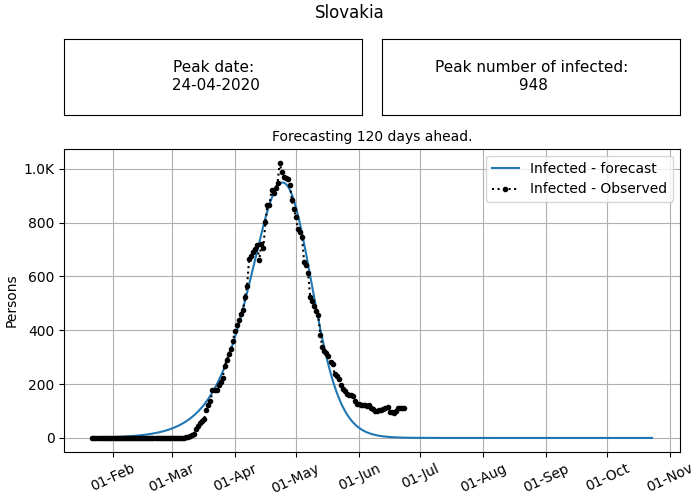 Slovakia
Peak date:
24-04-2020
Peak number of infected:
948
Forecasting 120 days ahead.
Infected - forecast
Infected - Observed
Persons
1.0K
800
600
400
200
0
01-Feb
01-Mar
01-Apr
01-May
01-Jun
01-Jul
01-Aug
01-Sep
01-Oct
01-Nov